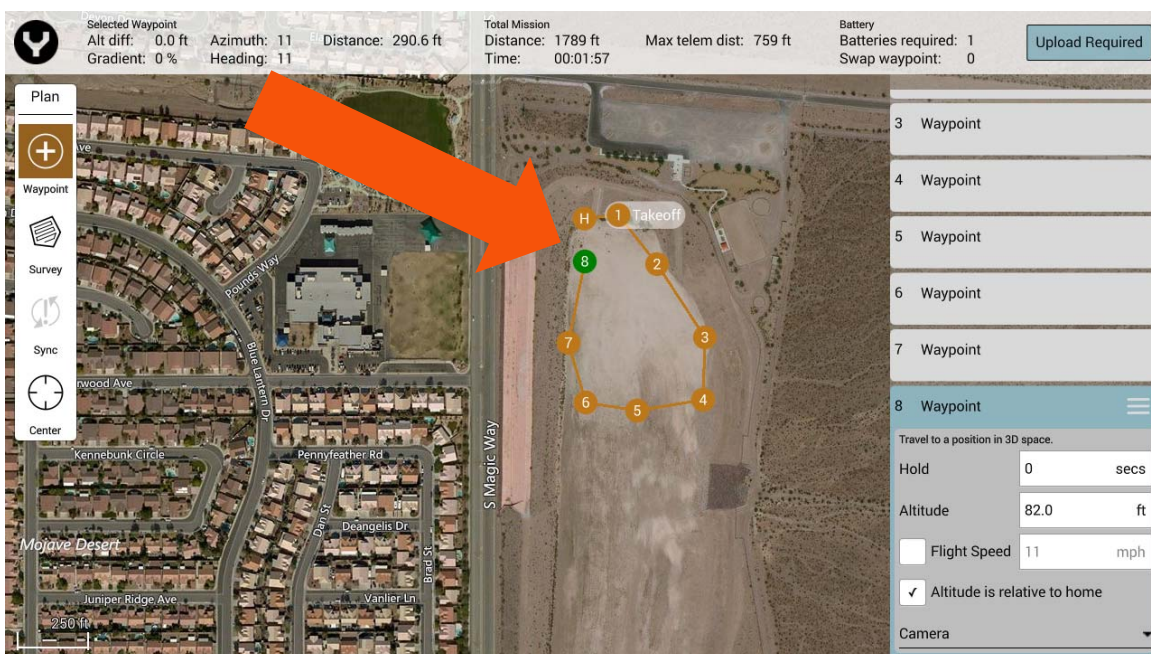 Selected Waypoint
Alt diff: 0.0 ft Azimuth: 11 Distance: 290.6 ft
Gradient: 0 % Heading: 11
Total Mission
Distance: 1789 ft Max telem dist: 759 ft
Time: 00:01:57
Battery
Batteries required: 1
Swap waypoint: 0
Upload Required
Plan
Waypoint
Survey
Sync
Center
ve
Pounds Way
Blue Lantern Dr
rwood Ave
Kennebunk Circle
Pennyfeather Rd
Dan St
Deangelis Dr
Brad St
Mojave Desert
Juniper Ridge Ave
Vanlier Ln
250 ft
S Magic Way
H
1 Takeoff
2
3
4
5
6
7
8
3 Waypoint
4 Waypoint
5 Waypoint
6 Waypoint
7 Waypoint
8 Waypoint
Travel to a position in 3D space.
Hold 0 secs
Altitude 82.0 ft
Flight Speed 11 mph
✓ Altitude is relative to home
Camera